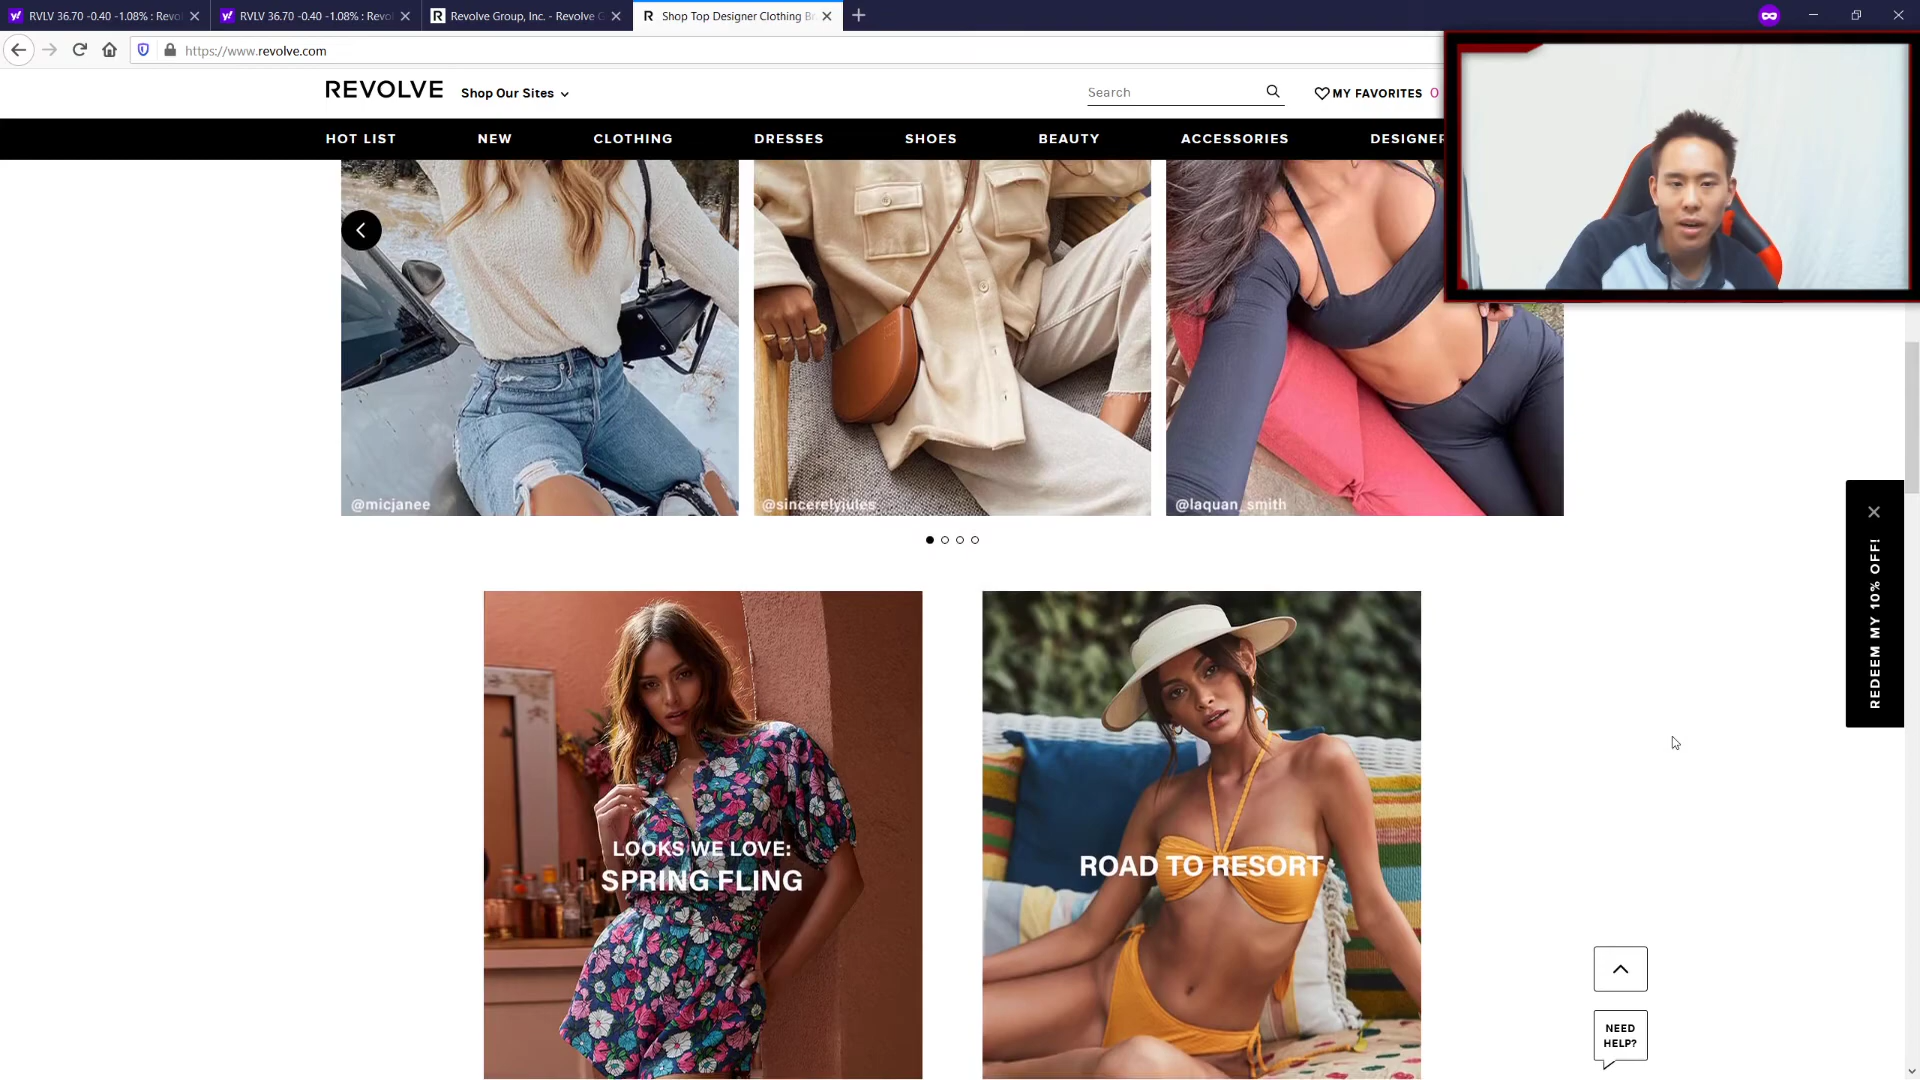 RVLV 36.70 -0.40 -1.08% : Revol
RVLV 36.70 -0.40 -1.08% : Revol
Revolve Group, Inc. - Revolve G
Shop Top Designer Clothing Br
https://www.revolve.com
REVOLVE
Shop Our Sites
Search
MY FAVORITES 0
HOT LIST
NEW
CLOTHING
DRESSES
SHOES
BEAUTY
ACCESSORIES
DESIGNER
@micjanee
@sincerelyjules
@laquan_smith
REDEEM MY 10% OFF!
LOOKS WE LOVE:
SPRING FLING
ROAD TO RESORT
NEED
HELP?